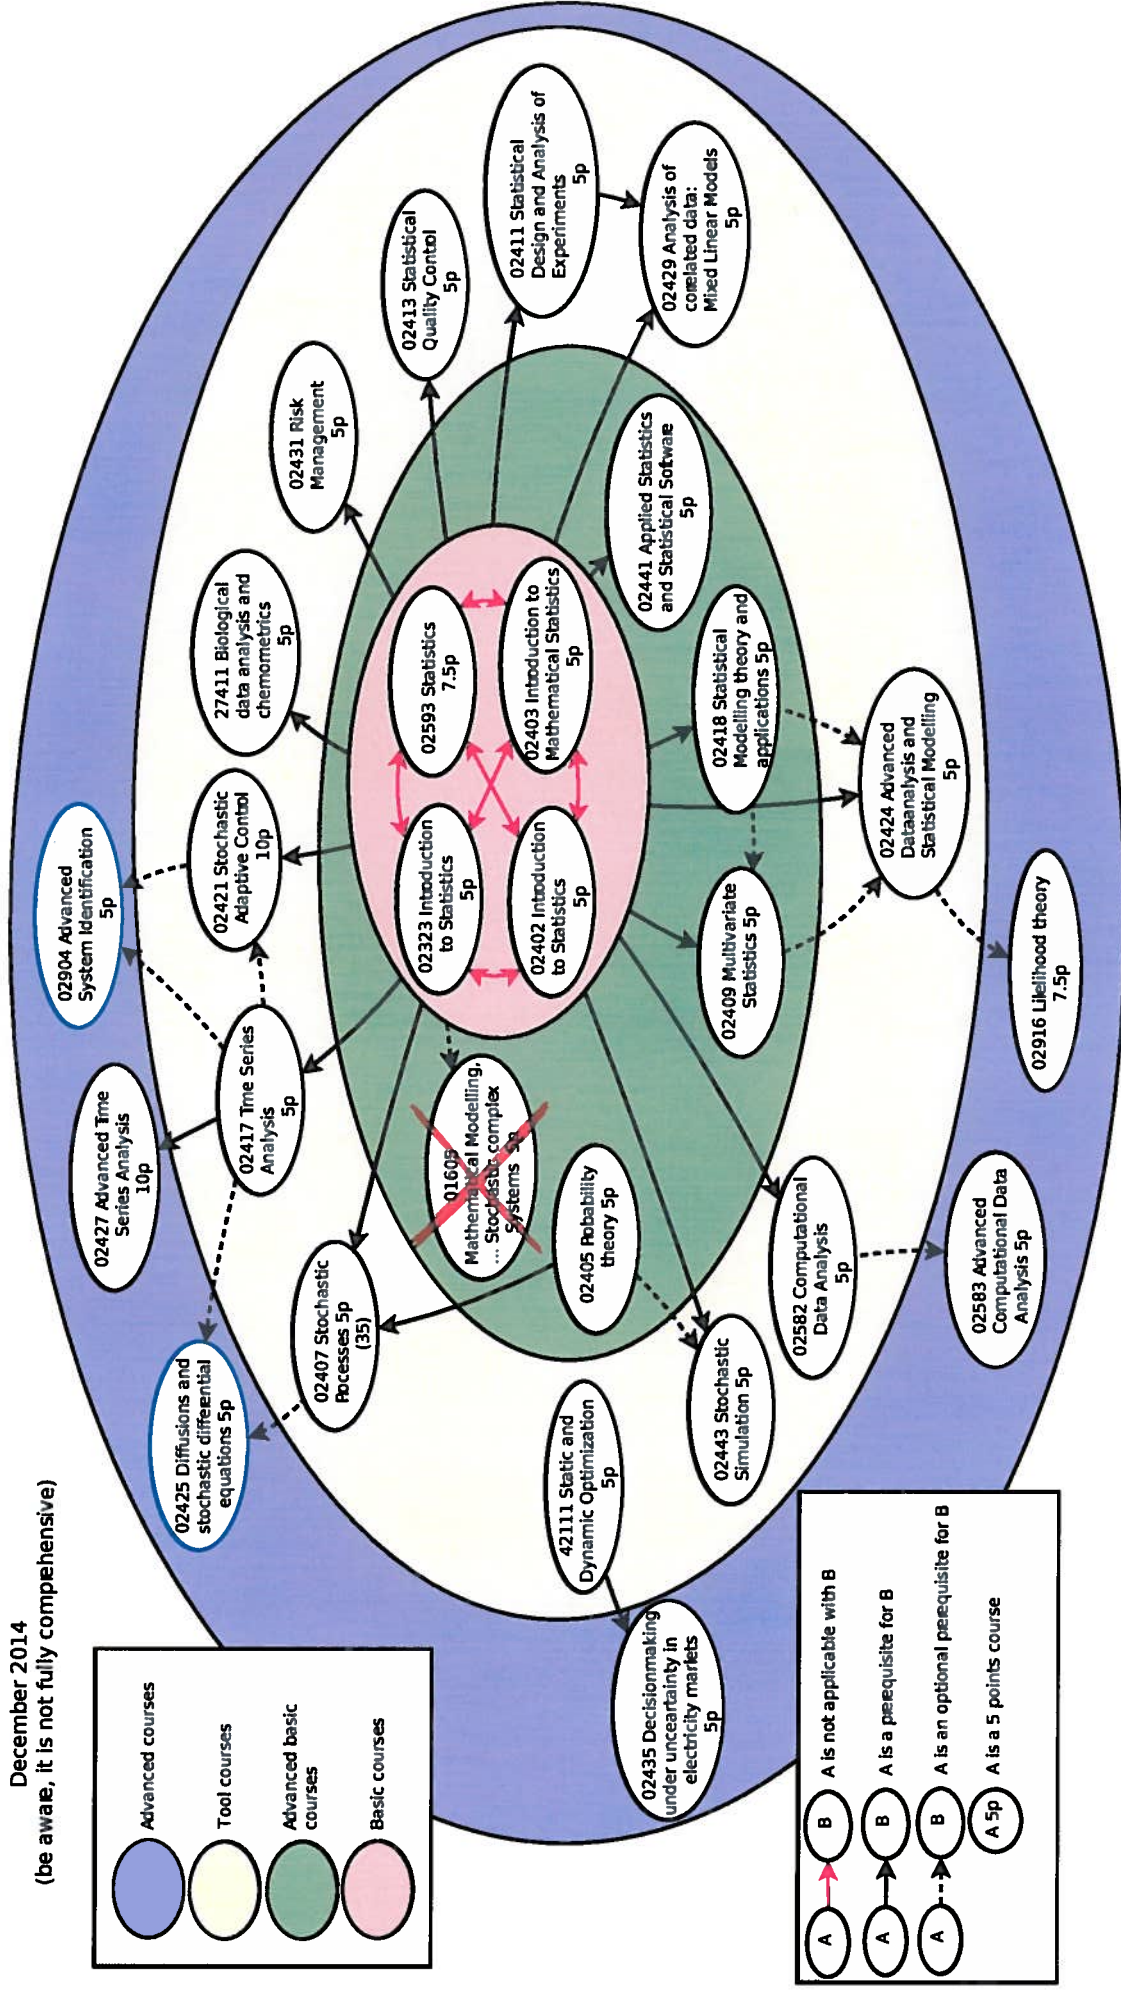 December 2014
(be aware, it is not fully comprehensive)
Advanced courses
Tool courses
Advanced basic
courses
Basic courses
02904 Advanced
System Identification
5p
02427 Advanced Time
Series Analysis
10p
02425 Diffusions and
stochastic differential
equations 5p
02421 Stochastic
Adaptive Control
10p
27411 Biological
data analysis and
chemometrics
5p
02417 Time Series
Analysis
5p
02431 Risk
Management
5p
02407 Stochastic
Processes 5p
(35)
02413 Statistical
Quality Control
5p
02593 Statistics
7.5p
02323 Introduction
to Statistics
5p
02403 Introduction to
Mathematical Statistics
5p
02402 Introduction
to Statistics
5p
01605
Mathematical Modelling,
... Stochastic complex
Systems 5p
02411 Statistical
Design and Analysis of
Experiments
5p
02405 Probability
theory 5p
42111 Static and
Dynamic Optimization
5p
02441 Applied Statistics
and Statistical Software
5p
02429 Analysis of
correlated data:
Mixed Linear Models
5p
02435 Decisionmaking
under unceartainty in
electricity markets
5p
02418 Statistical
Modelling theory and
applications 5p
02409 Multivariate
Statistics 5p
02443 Stochastic
Simulation 5p
02582 Computational
Data Analysis
5p
02424 Advanced
Dataanalysis and
Statistical Modelling
5p
02583 Advanced
Computational Data
Analysis 5p
02916 Likelihood theory
7.5p
A B A is not applicable with B
A B A is a prerequisite for B
A B A is an optional prerequisite for B
A 5p A is a 5 points course